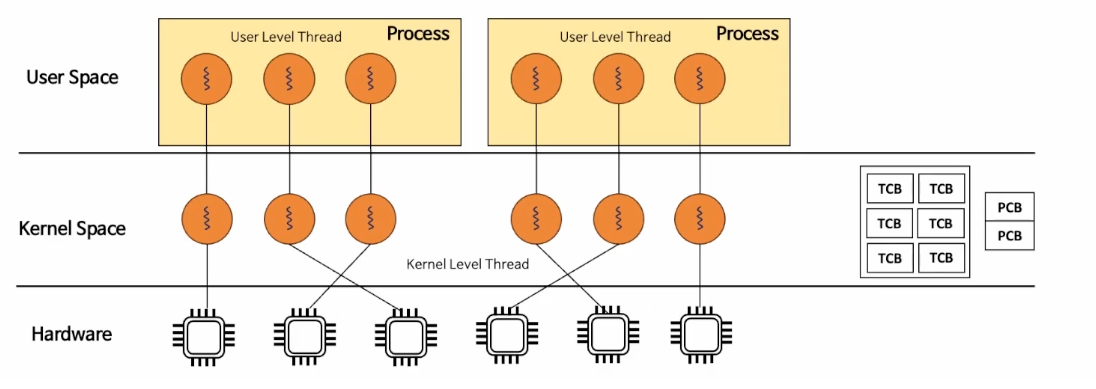 User Level Thread
Process
User Level Thread
Process
User Space
TCB
TCB
PCB
TCB
TCB
PCB
TCB
TCB
Kernel Space
Kernel Level Thread
Hardware